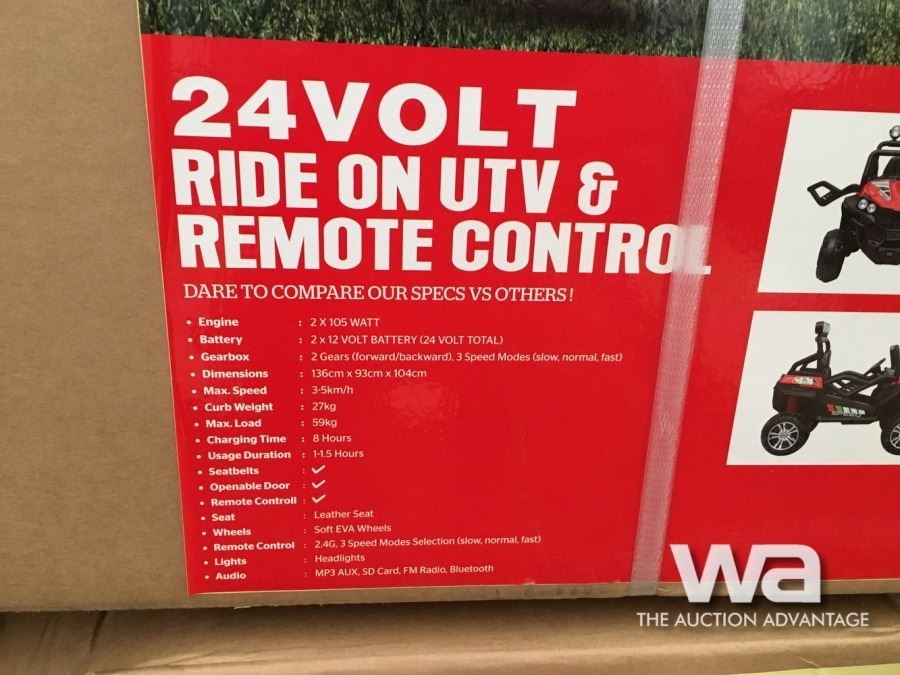 24VOLT
RIDE ON UTV &
REMOTE CONTROL
DARE TO COMPARE OUR SPECS VS OTHERS!
• Engine : 2 X 105 WATT
• Battery : 2 x 12 VOLT BATTERY (24 VOLT TOTAL)
• Gearbox : 2 Gears (forward/backward), 3 Speed Modes (slow, normal, fast)
• Dimensions : 136cm x 93cm x 104cm
• Max. Speed : 3-5km/h
• Curb Weight : 27kg
• Max. Load : 59kg
• Charging Time : 8 Hours
• Usage Duration : 1-1.5 Hours
• Seatbelts : ✓
• Openable Door : ✓
• Remote Controll : ✓
• Seat : Leather Seat
• Wheels : Soft EVA Wheels
• Remote Control : 2.4G, 3 Speed Modes Selection (slow, normal, fast)
• Lights : Headlights
• Audio : MP3 AUX, SD Card, FM Radio, Bluetooth
wa
THE AUCTION ADVANTAGE